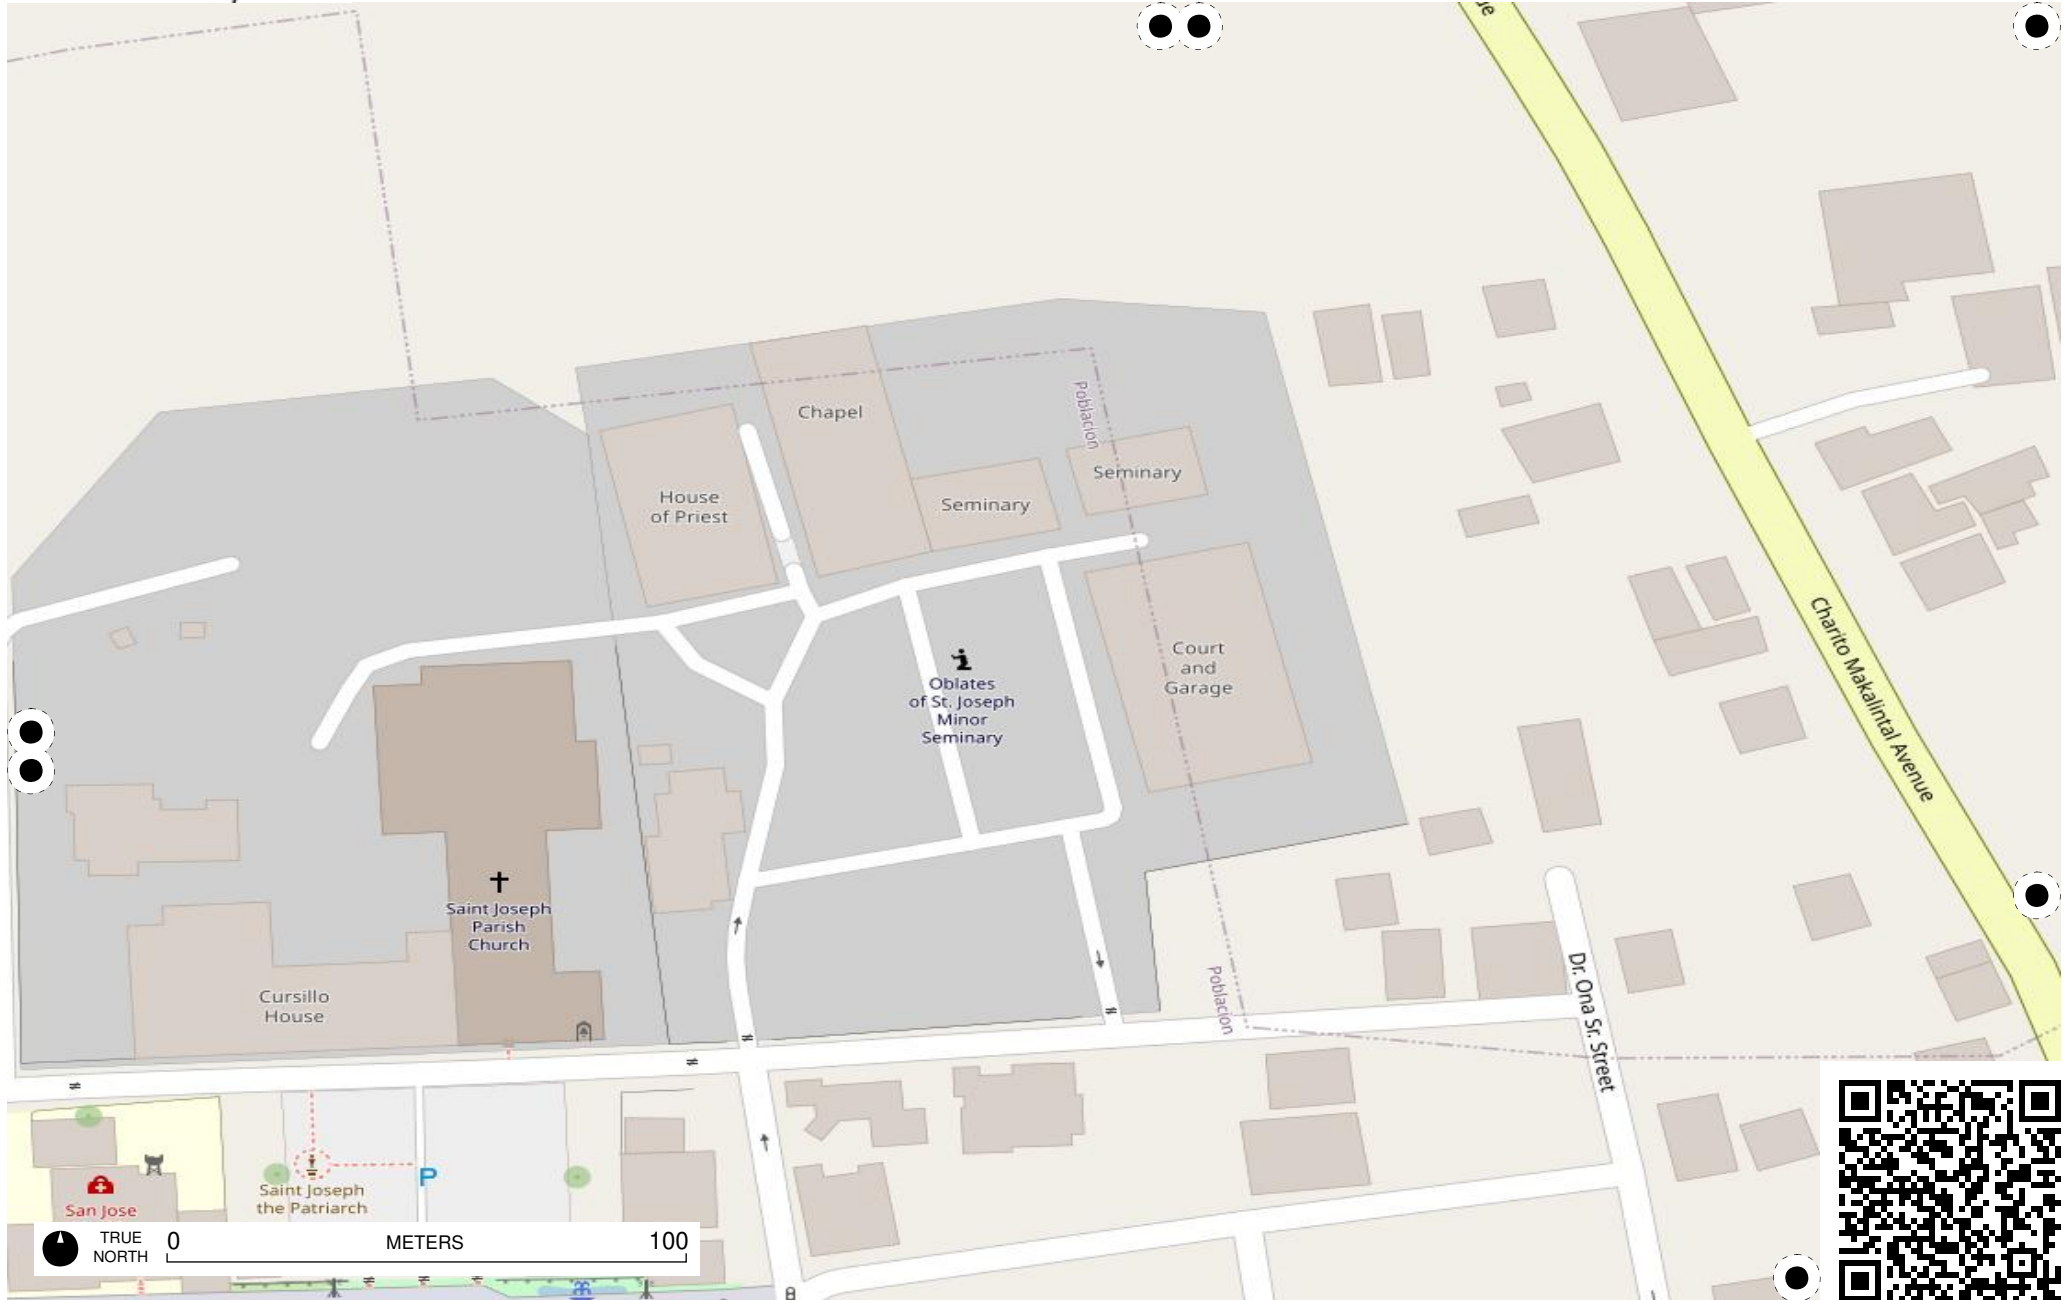 ue
Chapel
Poblacion
Seminary
House
of Priest
Seminary
Court
and
Garage
Oblates
of St. Joseph
Minor
Seminary
Charito Makalintal Avenue
Saint Joseph
Parish
Church
Cursillo
House
Poblacion
Dr. Ona Sr. Street
P
Saint Joseph
the Patriarch
San Jose
TRUE
NORTH
0
METERS
100